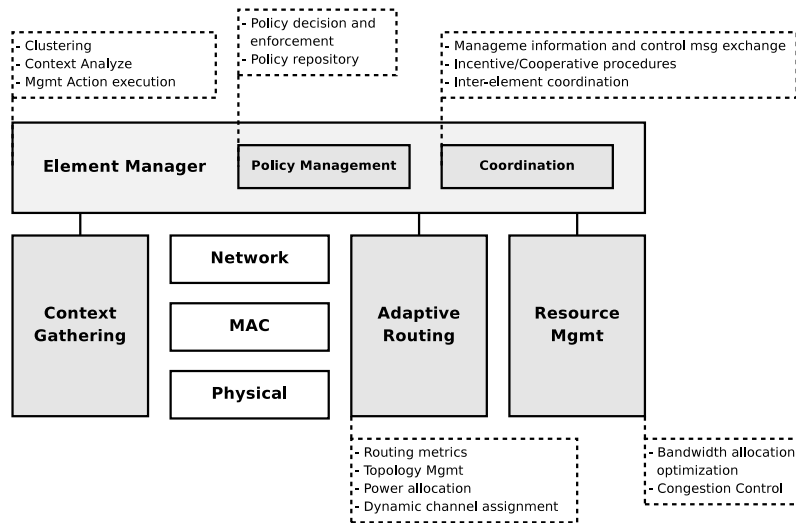 - Clustering
- Context Analyze
- Mgmt Action execution
- Policy decision and
enforcement
- Policy repository
- Manageme information and control msg exchange
- Incentive/Cooperative procedures
- Inter-element coordination
Element Manager
Policy Management
Coordination
Context
Gathering
Network
MAC
Physical
Adaptive
Routing
Resource
Mgmt
- Routing metrics
- Topology Mgmt
- Power allocation
- Dynamic channel assignment
- Bandwidth allocation
optimization
- Congestion Control